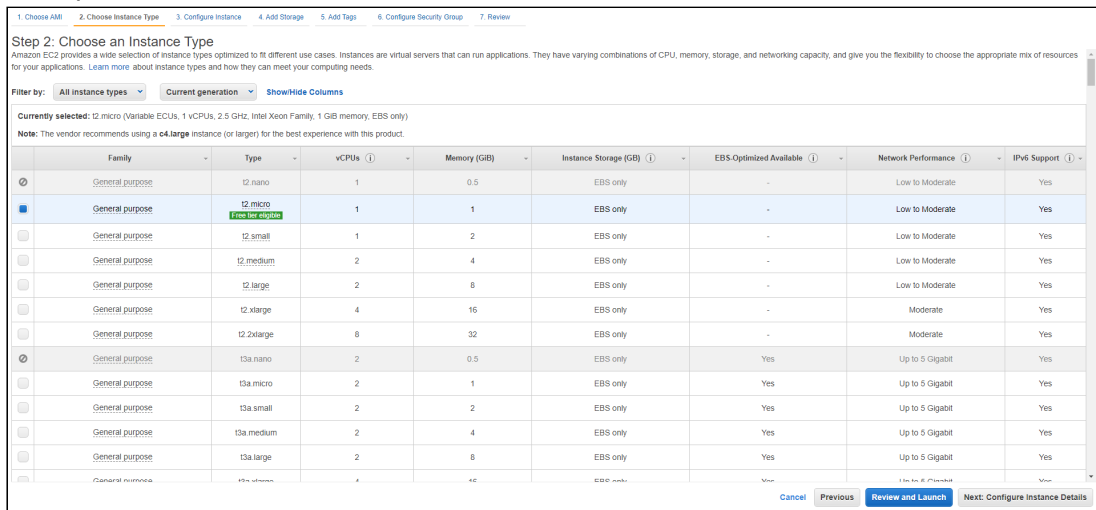 1. Choose AMI 2. Choose Instance Type 3. Configure Instance 4. Add Storage 5. Add Tags 6. Configure Security Group 7. Review
Step 2: Choose an Instance Type
Amazon EC2 provides a wide selection of instance types optimized to fit different use cases. Instances are virtual servers that can run applications. They have varying combinations of CPU, memory, storage, and networking capacity, and give you the flexibility to choose the appropriate mix of resources
for your applications. Learn more about instance types and how they can meet your computing needs.
Filter by: All instance types Current generation Show/Hide Columns
Currently selected: t2.micro (Variable ECUs, 1 vCPUs, 2.5 GHz, Intel Xeon Family, 1 GiB memory, EBS only)
Note: The vendor recommends using a c4.large instance (or larger) for the best experience with this product.
Family Type vCPUs Memory (GiB) Instance Storage (GB) EBS-Optimized Available Network Performance IPv6 Support
General purpose t2.nano 1 0.5 EBS only - Low to Moderate Yes
General purpose t2.micro 1 1 EBS only - Low to Moderate Yes
Free tier eligible
General purpose t2.small 1 2 EBS only - Low to Moderate Yes
General purpose t2.medium 2 4 EBS only - Low to Moderate Yes
General purpose t2.large 2 8 EBS only - Low to Moderate Yes
General purpose t2.xlarge 4 16 EBS only - Moderate Yes
General purpose t2.2xlarge 8 32 EBS only - Moderate Yes
General purpose t3a.nano 2 0.5 EBS only Yes Up to 5 Gigabit Yes
General purpose t3a.micro 2 1 EBS only Yes Up to 5 Gigabit Yes
General purpose t3a.small 2 2 EBS only Yes Up to 5 Gigabit Yes
General purpose t3a.medium 2 4 EBS only Yes Up to 5 Gigabit Yes
General purpose t3a.large 2 8 EBS only Yes Up to 5 Gigabit Yes
General purpose t3a.xlarge 4 16 EBS only Yes Up to 5 Gigabit Yes
Cancel Previous Review and Launch Next: Configure Instance Details